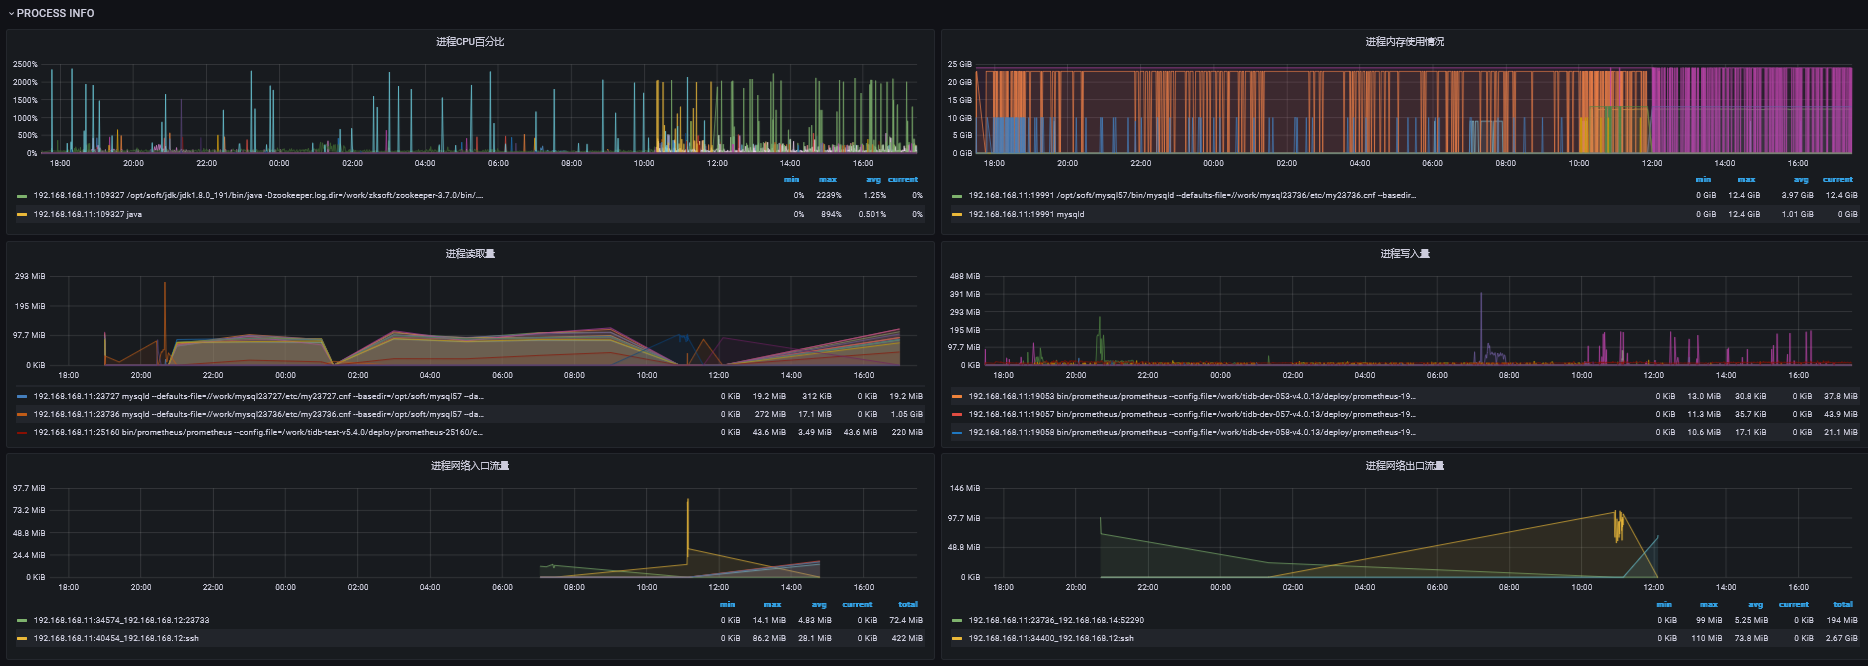 PROCESS INFO
进程CPU百分比
2500%
2000%
1500%
1000%
500%
0%
18:00 20:00 22:00 00:00 02:00 04:00 06:00 08:00 10:00 12:00 14:00 16:00
min max avg current
192.168.168.11:109327 /opt/soft/jdk/jdk1.8.0_191/bin/java -Dzookeeper.log.dir=/work/zksoft/zookeeper-3.7.0/bin/... 0% 2239% 1.25% 0%
192.168.168.11:109327 java 0% 894% 0.501% 0%
进程内存使用情况
25 GiB
20 GiB
15 GiB
10 GiB
5 GiB
0 GiB
18:00 20:00 22:00 00:00 02:00 04:00 06:00 08:00 10:00 12:00 14:00 16:00
min max avg current
192.168.168.11:19991 /opt/soft/mysql57/bin/mysqld --defaults-file=//work/mysql23736/etc/my23736.cnf --basedir... 0 GiB 12.4 GiB 3.97 GiB 12.4 GiB
192.168.168.11:19991 mysqld 0 GiB 12.4 GiB 1.01 GiB 0 GiB
进程读取量
293 MiB
195 MiB
97.7 MiB
0 KiB
18:00 20:00 22:00 00:00 02:00 04:00 06:00 08:00 10:00 12:00 14:00 16:00
192.168.168.11:23727 mysqld --defaults-file=//work/mysql23727/etc/my23727.cnf --basedir=/opt/soft/mysql57 --da... 0 KiB 19.2 MiB 312 KiB 0 KiB 19.2 MiB
192.168.168.11:23736 mysqld --defaults-file=//work/mysql23736/etc/my23736.cnf --basedir=/opt/soft/mysql57 --da... 0 KiB 272 MiB 17.1 MiB 0 KiB 1.05 GiB
192.168.168.11:25160 bin/prometheus/prometheus --config.file=/work/tidb-test-v5.4.0/deploy/prometheus-25160/c... 0 KiB 43.6 MiB 3.49 MiB 43.6 MiB 220 MiB
进程写入量
488 MiB
391 MiB
293 MiB
195 MiB
97.7 MiB
0 KiB
18:00 20:00 22:00 00:00 02:00 04:00 06:00 08:00 10:00 12:00 14:00 16:00
192.168.168.11:19053 bin/prometheus/prometheus --config.file=/work/tidb-dev-053-v4.0.13/deploy/prometheus-19... 0 KiB 13.0 MiB 30.8 KiB 0 KiB 37.8 MiB
192.168.168.11:19057 bin/prometheus/prometheus --config.file=/work/tidb-dev-057-v4.0.13/deploy/prometheus-19... 0 KiB 11.3 MiB 35.7 KiB 0 KiB 43.9 MiB
192.168.168.11:19058 bin/prometheus/prometheus --config.file=/work/tidb-dev-058-v4.0.13/deploy/prometheus-19... 0 KiB 10.6 MiB 17.1 KiB 0 KiB 21.1 MiB
进程网络入口流量
97.7 MiB
73.2 MiB
48.8 MiB
24.4 MiB
0 KiB
18:00 20:00 22:00 00:00 02:00 04:00 06:00 08:00 10:00 12:00 14:00 16:00
min max avg current total
192.168.168.11:34574_192.168.168.12:23733 0 KiB 14.1 MiB 4.83 MiB 0 KiB 72.4 MiB
192.168.168.11:40454_192.168.168.12:ssh 0 KiB 86.2 MiB 28.1 MiB 0 KiB 422 MiB
进程网络出口流量
146 MiB
97.7 MiB
48.8 MiB
0 KiB
18:00 20:00 22:00 00:00 02:00 04:00 06:00 08:00 10:00 12:00 14:00 16:00
min max avg current total
192.168.168.11:23736_192.168.168.14:52290 0 KiB 99 MiB 5.25 MiB 0 KiB 194 MiB
192.168.168.11:34400_192.168.168.12:ssh 0 KiB 110 MiB 73.8 MiB 0 KiB 2.67 GiB